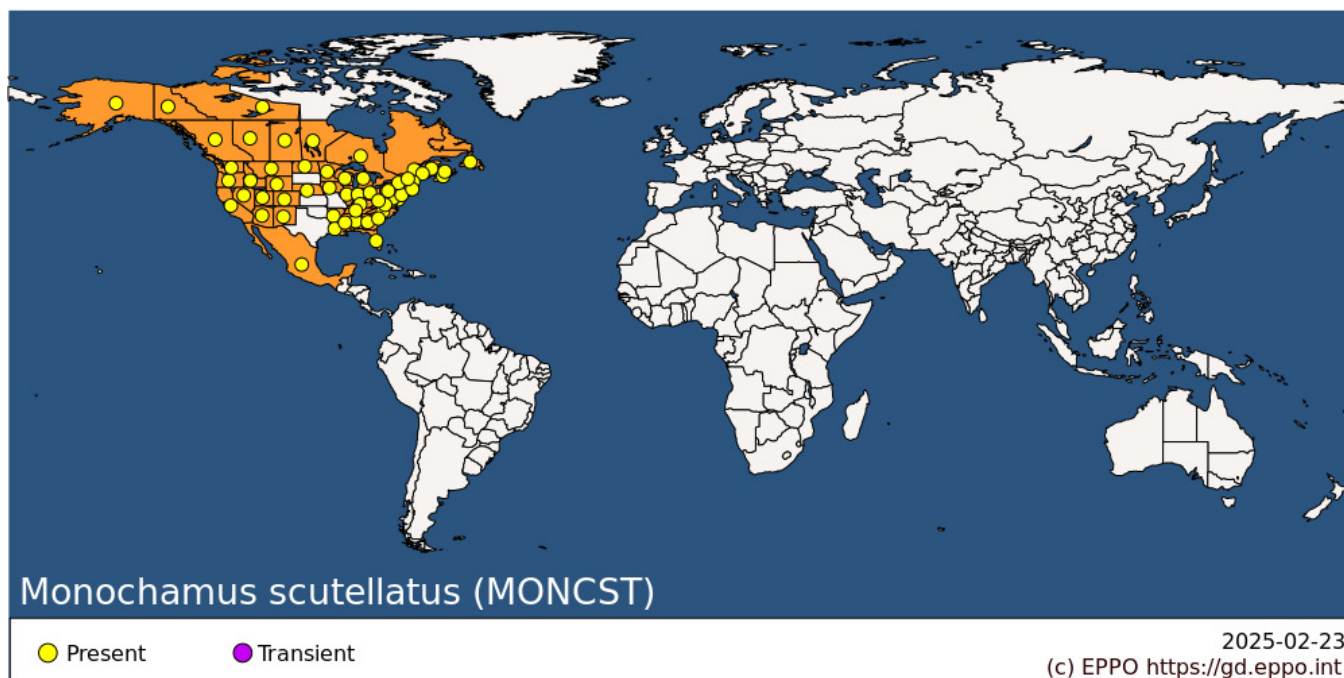 Monochamus scutellatus (MONCST)
Present
Transient
2025-02-23
(c) EPPO https://gd.eppo.int